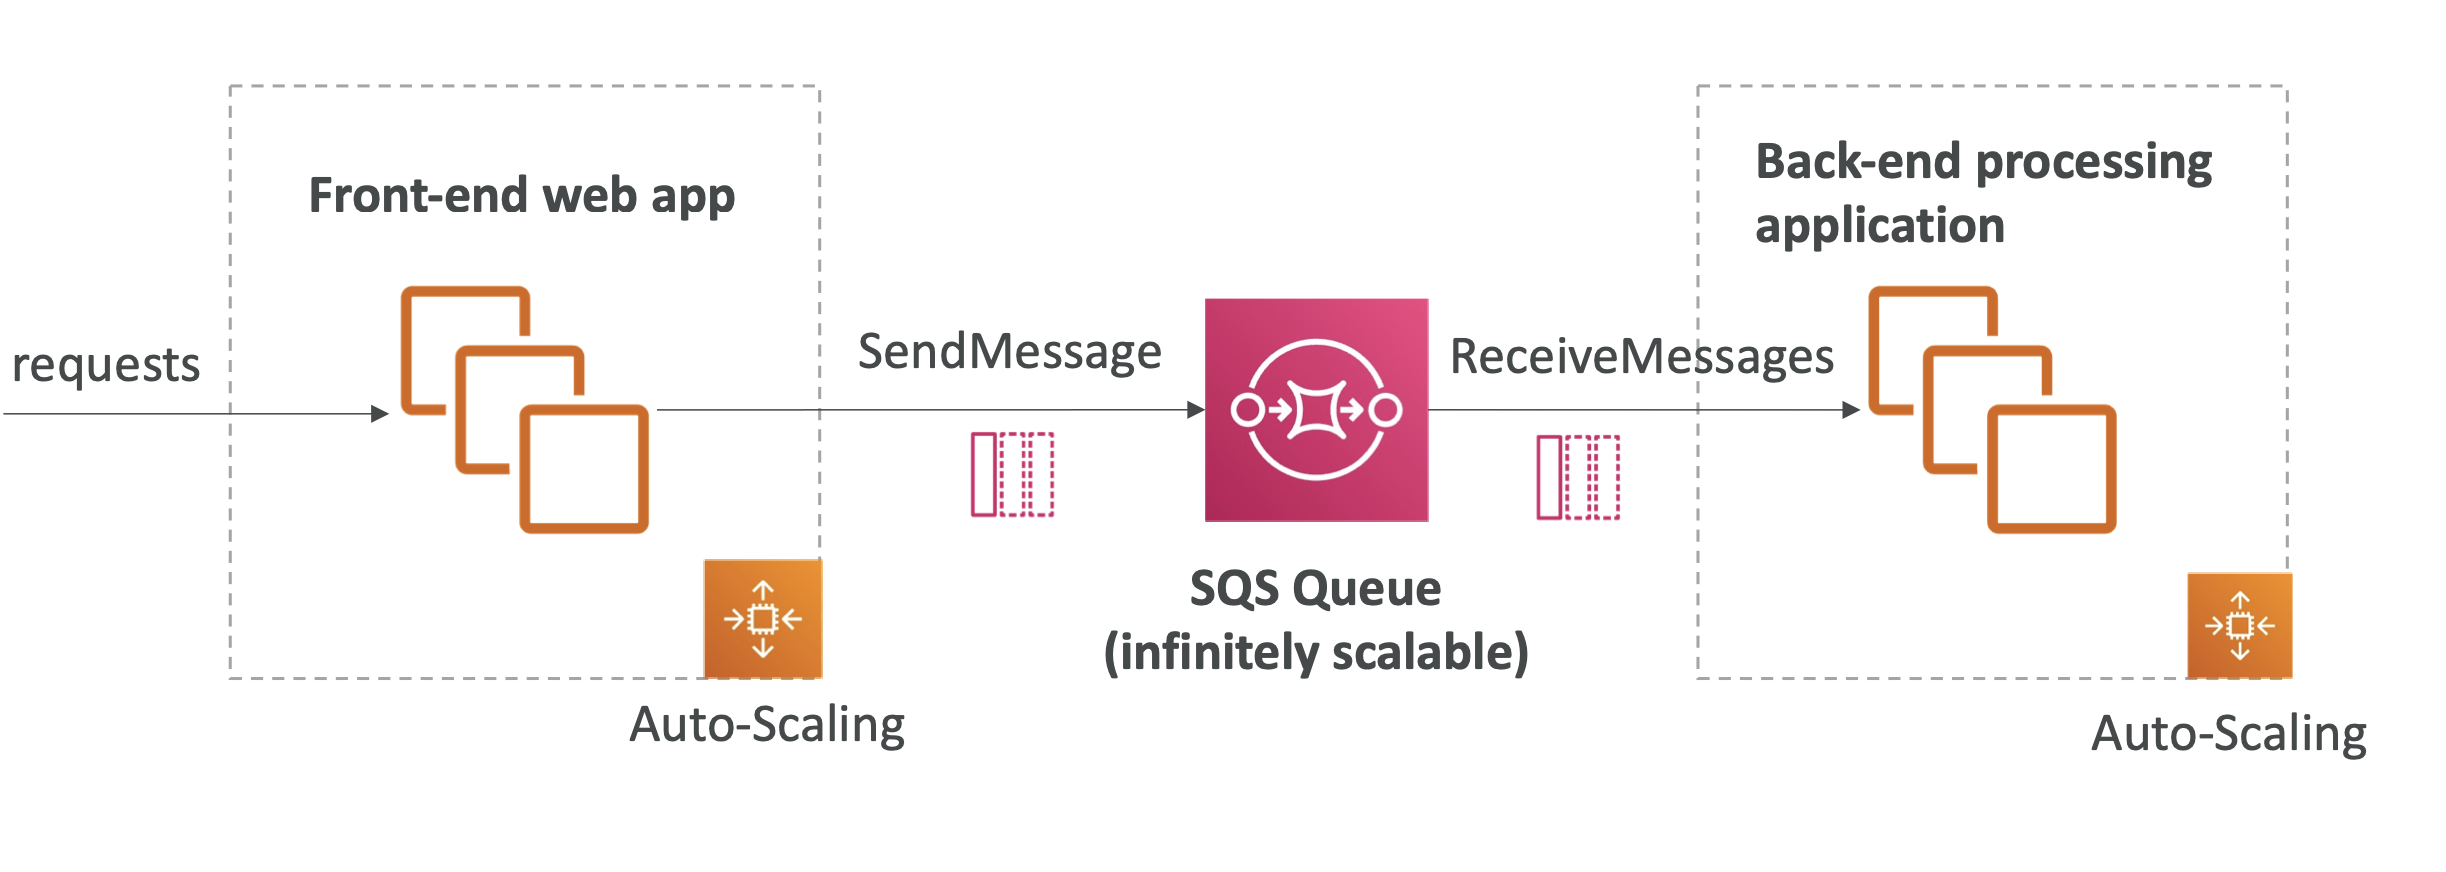 requests
Front-end web app
Auto-Scaling
SendMessage
SQS Queue
(infinitely scalable)
ReceiveMessages
Back-end processing
application
Auto-Scaling